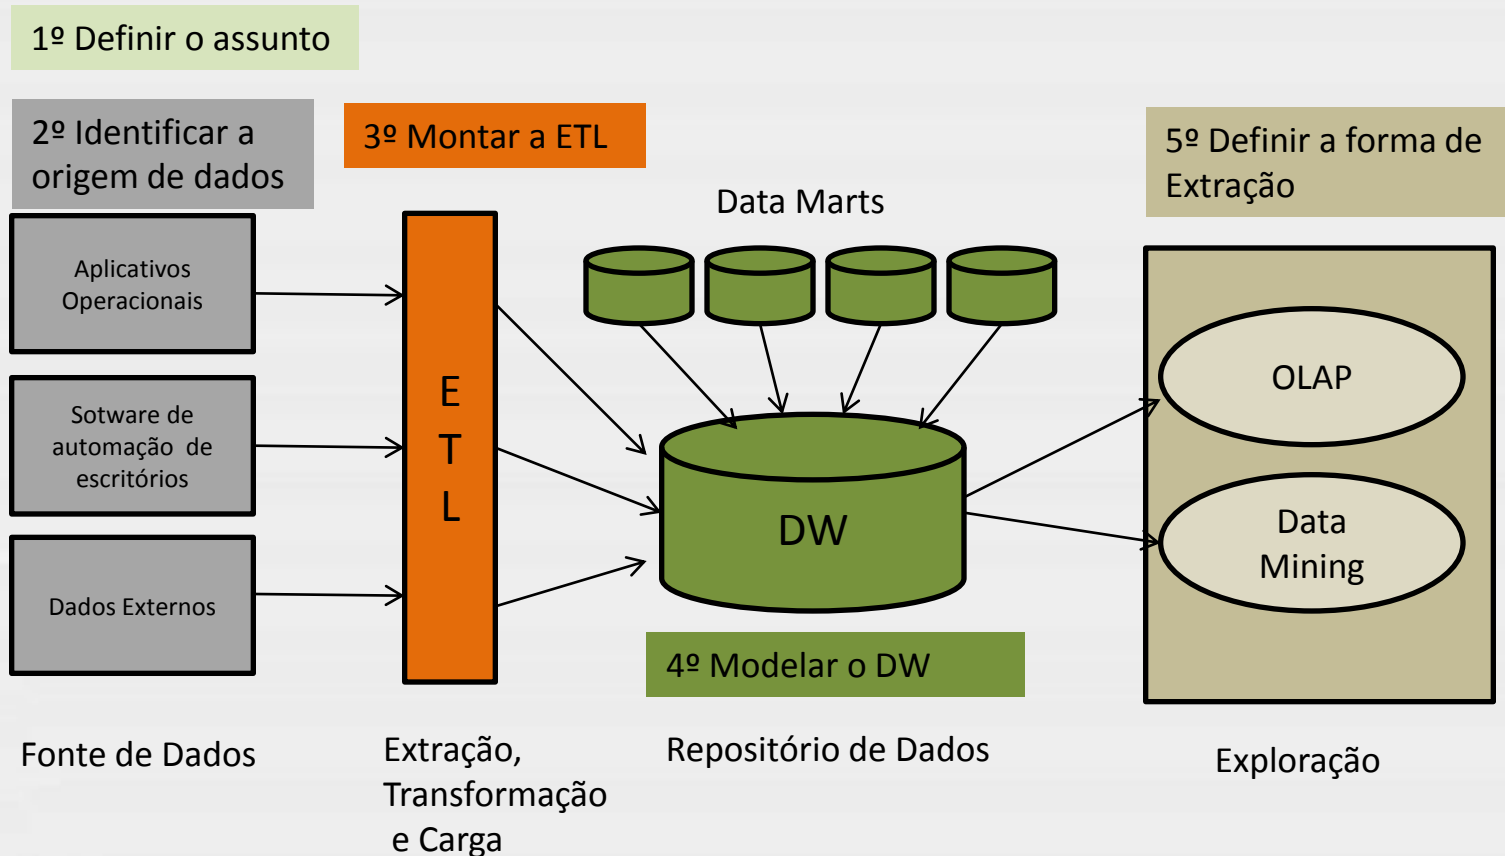 1º Definir o assunto
2º Identificar a
origem de dados
3º Montar a ETL
5º Definir a forma de
Extração
Data Marts
Aplicativos
Operacionais
Sotware de
automação de
escritórios
Dados Externos
E
T
L
DW
OLAP
Data
Mining
4º Modelar o DW
Fonte de Dados
Extração,
Transformação
e Carga
Repositório de Dados
Exploração